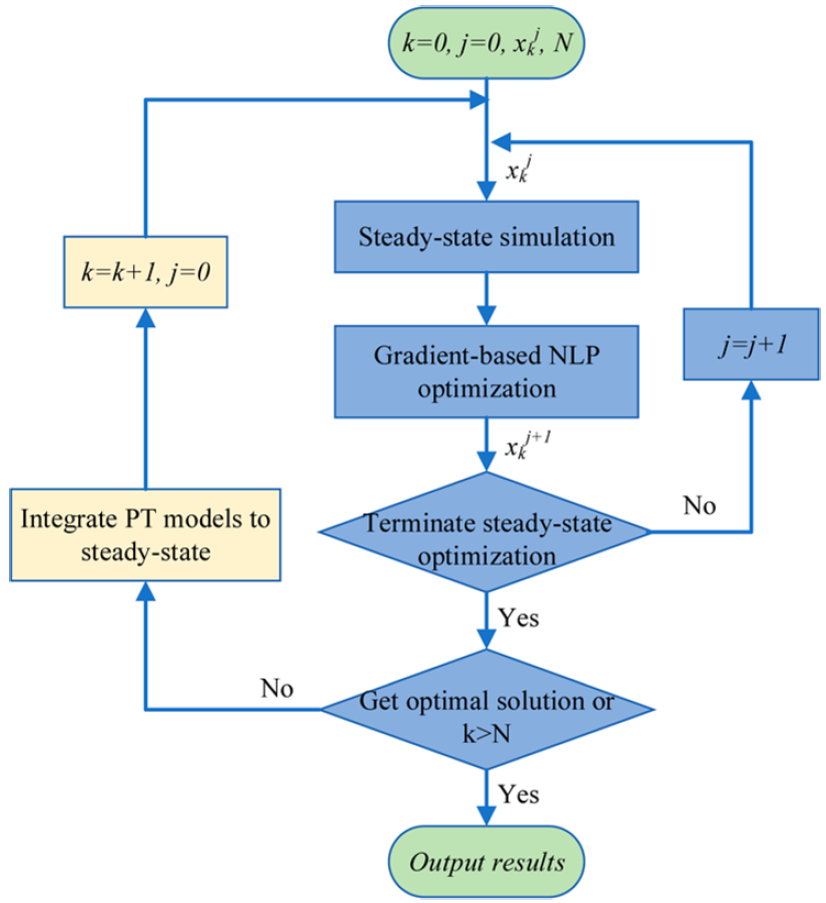 k=0, j=0, x_k^j, N
x_k^j
Steady-state simulation
k=k+1, j=0
Gradient-based NLP
optimization
j=j+1
x_k^{j+1}
Integrate PT models to
steady-state
Terminate steady-state
optimization
No
Yes
No
Get optimal solution or
k>N
Yes
Output results